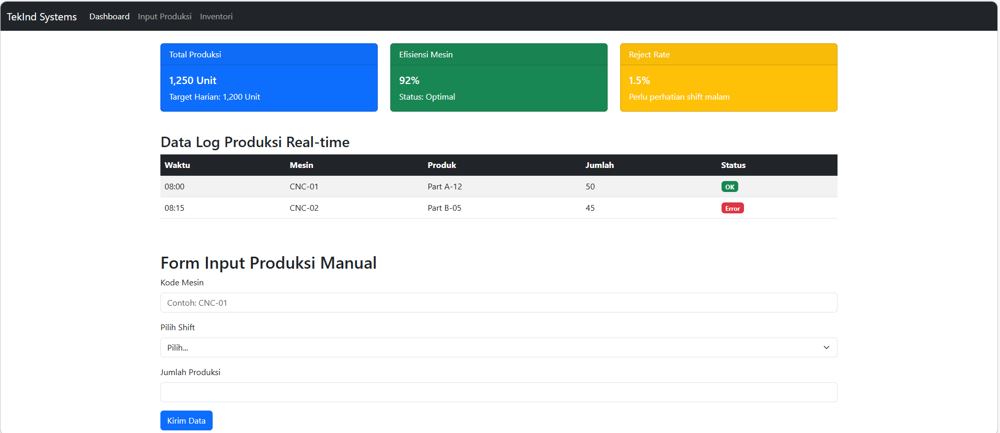 TekInd Systems Dashboard Input Produksi Inventori
Total Produksi
1,250 Unit
Target Harian: 1,200 Unit
Efisiensi Mesin
92%
Status: Optimal
Reject Rate
1.5%
Perlu perhatian shift malam
Data Log Produksi Real-time
Waktu Mesin Produk Jumlah Status
08:00 CNC-01 Part A-12 50 OK
08:15 CNC-02 Part B-05 45 Error
Form Input Produksi Manual
Kode Mesin
Contoh: CNC-01
Pilih Shift
Pilih...
Jumlah Produksi
Kirim Data